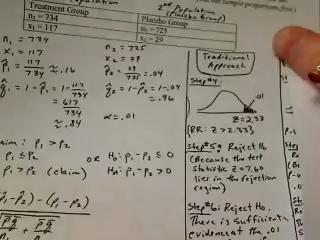 2nd Population
(Placebo Group)
Treatment Group
Placebo Group
n₁ = 734
n₂ = 725
x₁ = 117
x₂ = 29
n₁ = 734
n₂ = 725
x₁ = 117
x₂ = 29
p̂₁ = 117/734 ≈ .16
p̂₂ = 29/725 = .04
q̂₁ = 1-p̂₁ = 1-117/734
q̂₂ = 1-p̂₂ = 1-.04
= 617/734
= .96
≈ .84
α = .01
P₁ > P₂
P₁ ≤ P₂ OR H₀: P₁-P₂ ≤ 0
P₁ > P₂ (claim) H₁: P₁-P₂ > 0
p̂₂) - (P₁-P₂)
Traditional
Approach
Step #4:
.01
Z=2.33
(RR: Z > 2.33)
Step #5: Reject H₀
(Because the test
statistic Z=7.60
lies in the rejection
region)
Step #6: Reject H₀.
There is sufficient
evidence at the .01